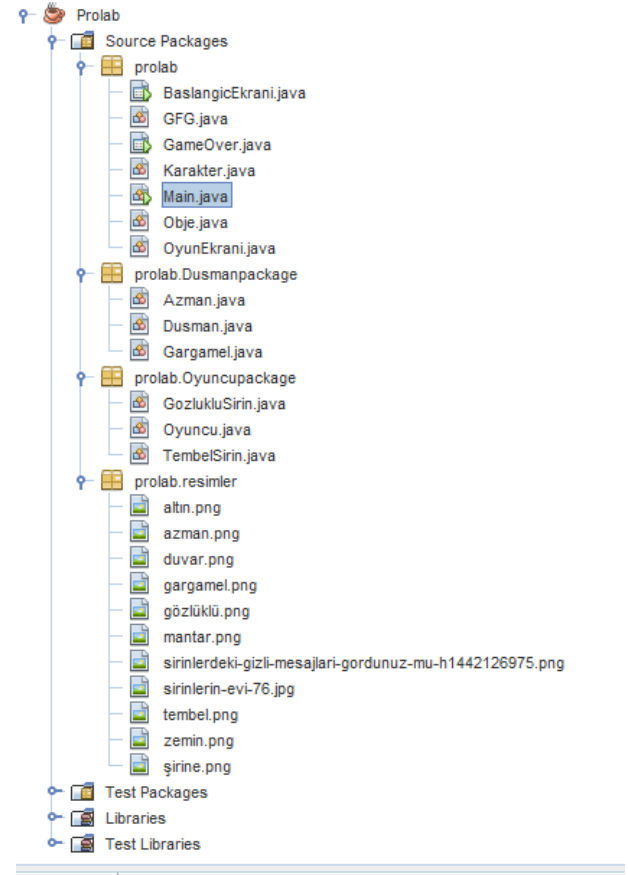 Prolab
Source Packages
prolab
BaslangicEkrani.java
GFG.java
GameOver.java
Karakter.java
Main.java
Obje.java
OyunEkrani.java
prolab.Dusmanpackage
Azman.java
Dusman.java
Gargamel.java
prolab.Oyuncupackage
GozlukluSirin.java
Oyuncu.java
TembelSirin.java
prolab.resimler
altın.png
azman.png
duvar.png
gargamel.png
gözlüklü.png
mantar.png
sirinlerdeki-gizli-mesajlari-gordunuz-mu-h1442126975.png
sirinlerin-evi-76.jpg
tembel.png
zemin.png
şirine.png
Test Packages
Libraries
Test Libraries